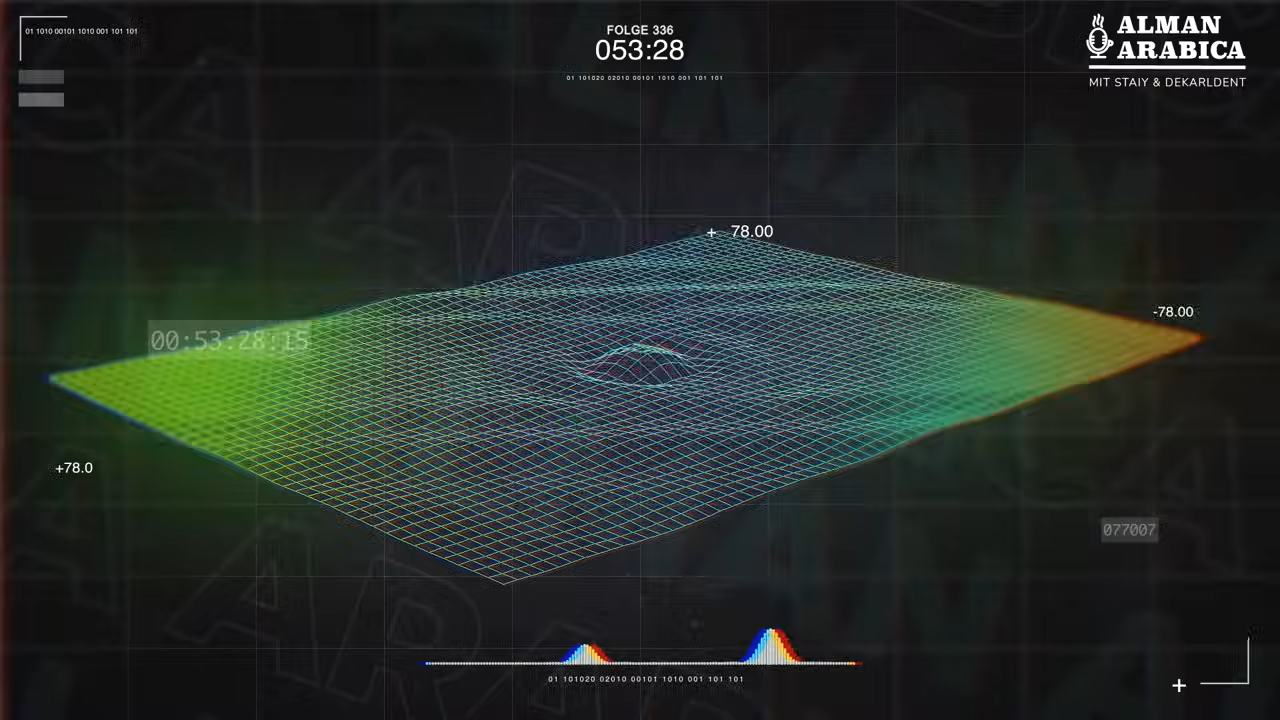 01 1010 00101 1010 001 101 101
FOLGE 336
053:28
01 101020 02010 00101 1010 001 101 101
ALMAN
ARABICA
MIT STAIY & DEKARLDENT
+ 78.00
-78.00
00:53:28:15
+78.0
077007
01 101020 02010 00101 1010 001 101 101
+